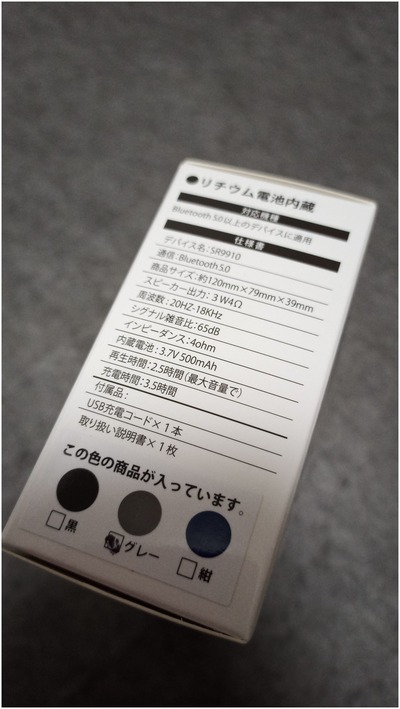 ●リチウム電池内蔵
対応機種
Bluetooth 5.0以上のデバイスに適用
仕様書
デバイス名：SR9910
通信：Bluetooth5.0
商品サイズ：約120mm×79mm×39mm
スピーカー出力：3W4Ω
周波数：20HZ-18KHz
シグナル雑音比：65dB
インピーダンス：4ohm
内蔵電池：3.7V 500mAh
再生時間：2.5時間（最大音量で）
充電時間：3.5時間
付属品：
USB充電コード×1本
取り扱い説明書×1枚
この色の商品が入っています。
□黒 グレー □紺